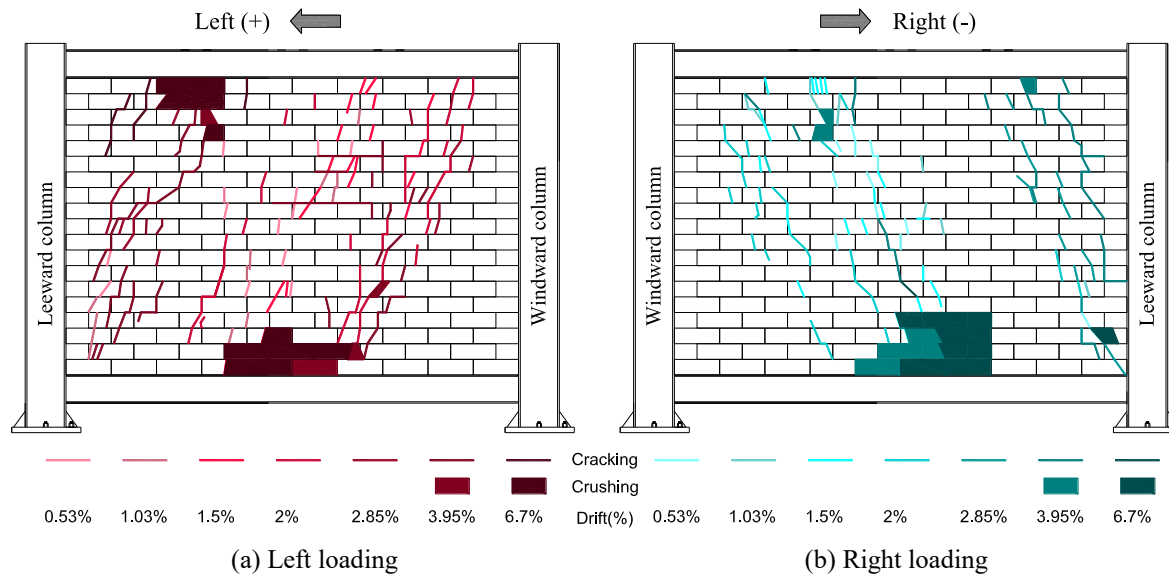 Left (+)
Right (-)
Leeward column
Windward column
Windward column
Leeward column
Cracking
Crushing
0.53% 1.03% 1.5% 2% 2.85% 3.95% 6.7% Drift(%) 0.53% 1.03% 1.5% 2% 2.85% 3.95% 6.7%
(a) Left loading
(b) Right loading